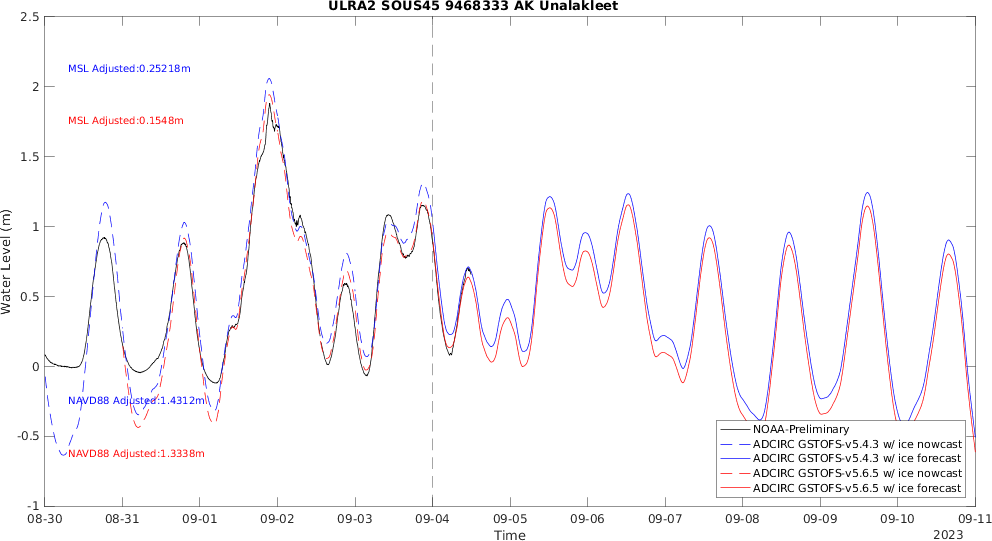 ULRA2 SOUS45 9468333 AK Unalakleet
2.5
2
1.5
1
0.5
0
-0.5
-1
Water Level (m)
MSL Adjusted:0.25218m
MSL Adjusted:0.1548m
NAVD88 Adjusted:1.4312m
NAVD88 Adjusted:1.3338m
NOAA-Preliminary
ADCIRC GSTOFS-v5.4.3 w/ ice nowcast
ADCIRC GSTOFS-v5.4.3 w/ ice forecast
ADCIRC GSTOFS-v5.6.5 w/ ice nowcast
ADCIRC GSTOFS-v5.6.5 w/ ice forecast
08-30 08-31 09-01 09-02 09-03 09-04 09-05 09-06 09-07 09-08 09-09 09-10 09-11
Time
2023